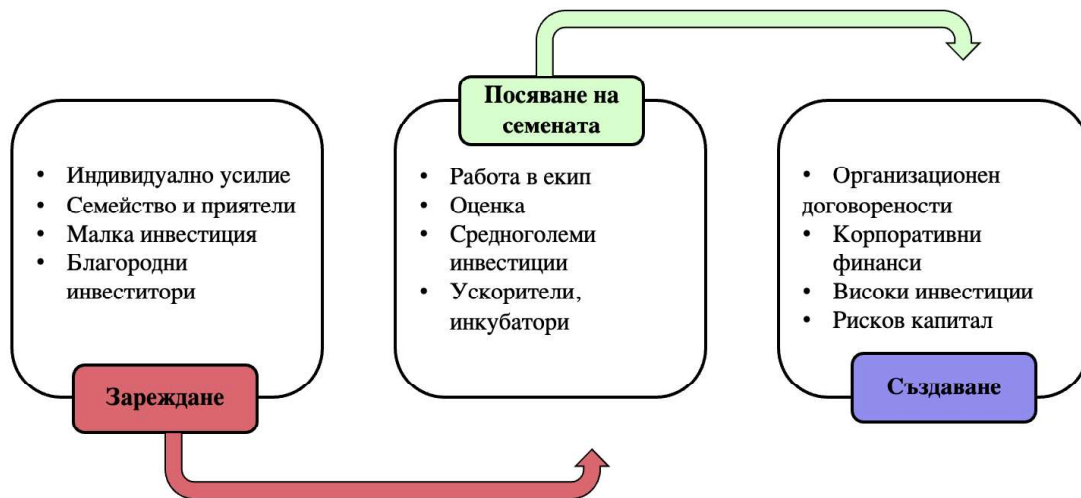 • Индивидуално усилие
• Семейство и приятели
• Малка инвестиция
• Благородни
инвеститори
Зареждане
Посяване на
семената
• Работа в екип
• Оценка
• Средноголеми
инвестиции
• Ускорители,
инкубатори
• Организационен
договорености
• Корпоративни
финанси
• Високи инвестиции
• Рисков капитал
Създаване